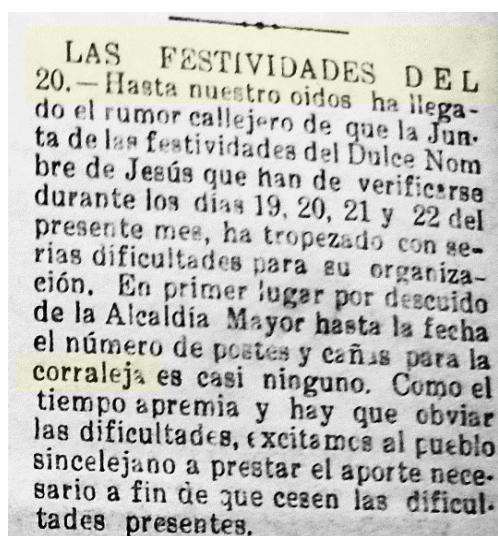 LAS FESTIVIDADES DEL
20.—Hasta nuestro oidos ha llega-
do el rumor callejero de que la Jun-
ta de las festividades del Dulce Nom
bre de Jesús que han de verificarse
durante los dias 19, 20, 21 y 22 del
presente mes, ha tropezado con se-
rias dificultades para su organiza-
ción. En primer lugar por descuido
de la Alcaldía Mayor hasta la fecha
el número de postes y cañas para la
corraleja es casi ninguno. Como el
tiempo apremia y hay que obviar
las dificultades, excitamos al pueblo
sincelejano a prestar el aporte nece-
sario a fin de que cesen las dificul-
tades presentes.